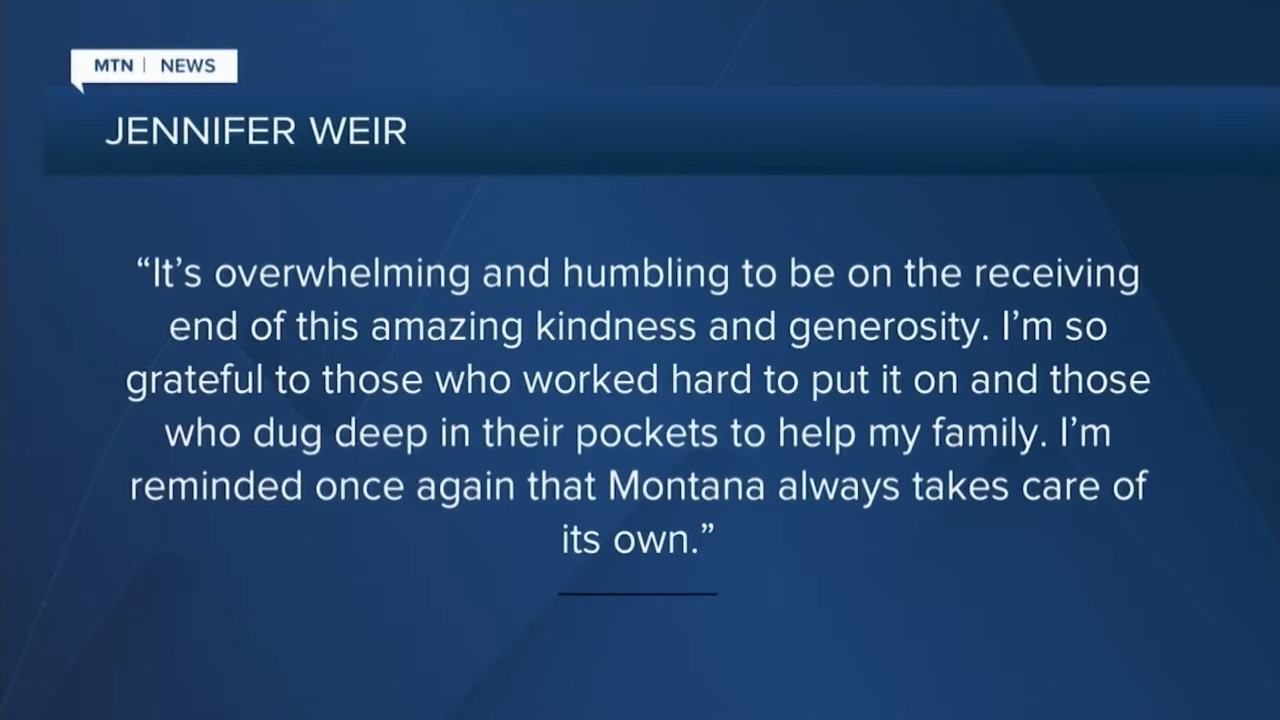 MTN | NEWS
JENNIFER WEIR
“It’s overwhelming and humbling to be on the receiving
end of this amazing kindness and generosity. I’m so
grateful to those who worked hard to put it on and those
who dug deep in their pockets to help my family. I’m
reminded once again that Montana always takes care of
its own.”